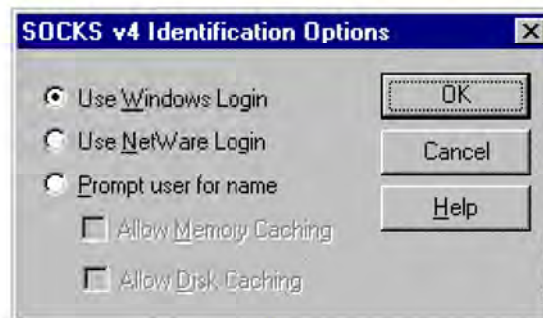 SOCKS v4 Identification Options
Use Windows Login
Use NetWare Login
Prompt user for name
Allow Memory Caching
Allow Disk Caching
OK
Cancel
Help